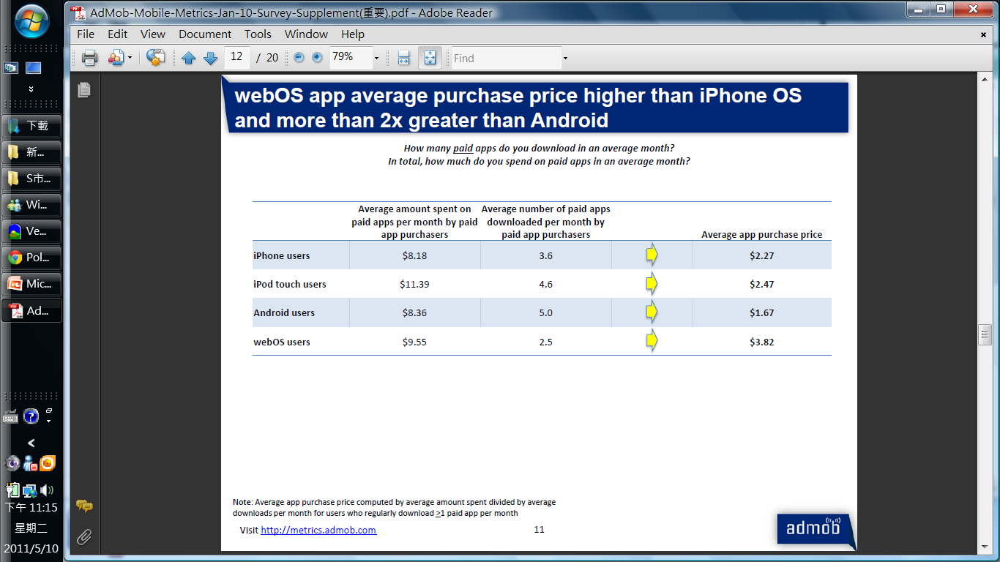 AdMob-Mobile-Metrics-Jan-10-Survey-Supplement(重要).pdf - Adobe Reader
File Edit View Document Tools Window Help
12 / 20 79% Find
下載
新...
S市...
Wi...
Ve...
Pol...
Mic...
Ad...
下午 11:15
星期二
2011/5/10
webOS app average purchase price higher than iPhone OS
and more than 2x greater than Android
How many paid apps do you download in an average month?
In total, how much do you spend on paid apps in an average month?
Average amount spent on paid apps per month by paid app purchasers
Average number of paid apps downloaded per month by paid app purchasers
Average app purchase price
iPhone users $8.18 3.6 $2.27
iPod touch users $11.39 4.6 $2.47
Android users $8.36 5.0 $1.67
webOS users $9.55 2.5 $3.82
Note: Average app purchase price computed by average amount spent divided by average
downloads per month for users who regularly download >1 paid app per month
Visit http://metrics.admob.com 11
admob